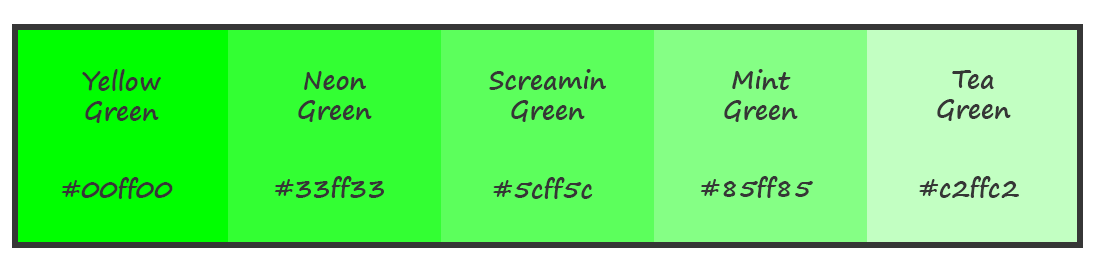 Yellow
Green
#00ff00
Neon
Green
#33ff33
Screamin
Green
#5cff5c
Mint
Green
#85ff85
Tea
Green
#c2ffc2